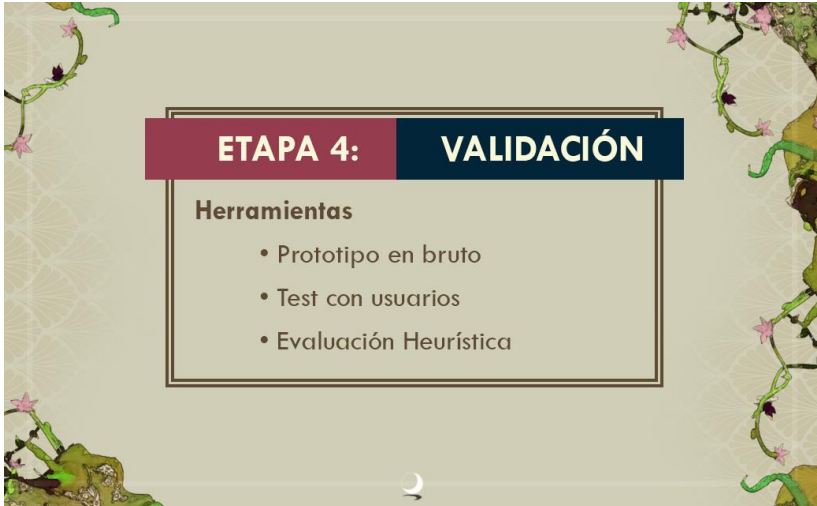 ETAPA 4: VALIDACIÓN
Herramientas
• Prototipo en bruto
• Test con usuarios
• Evaluación Heurística